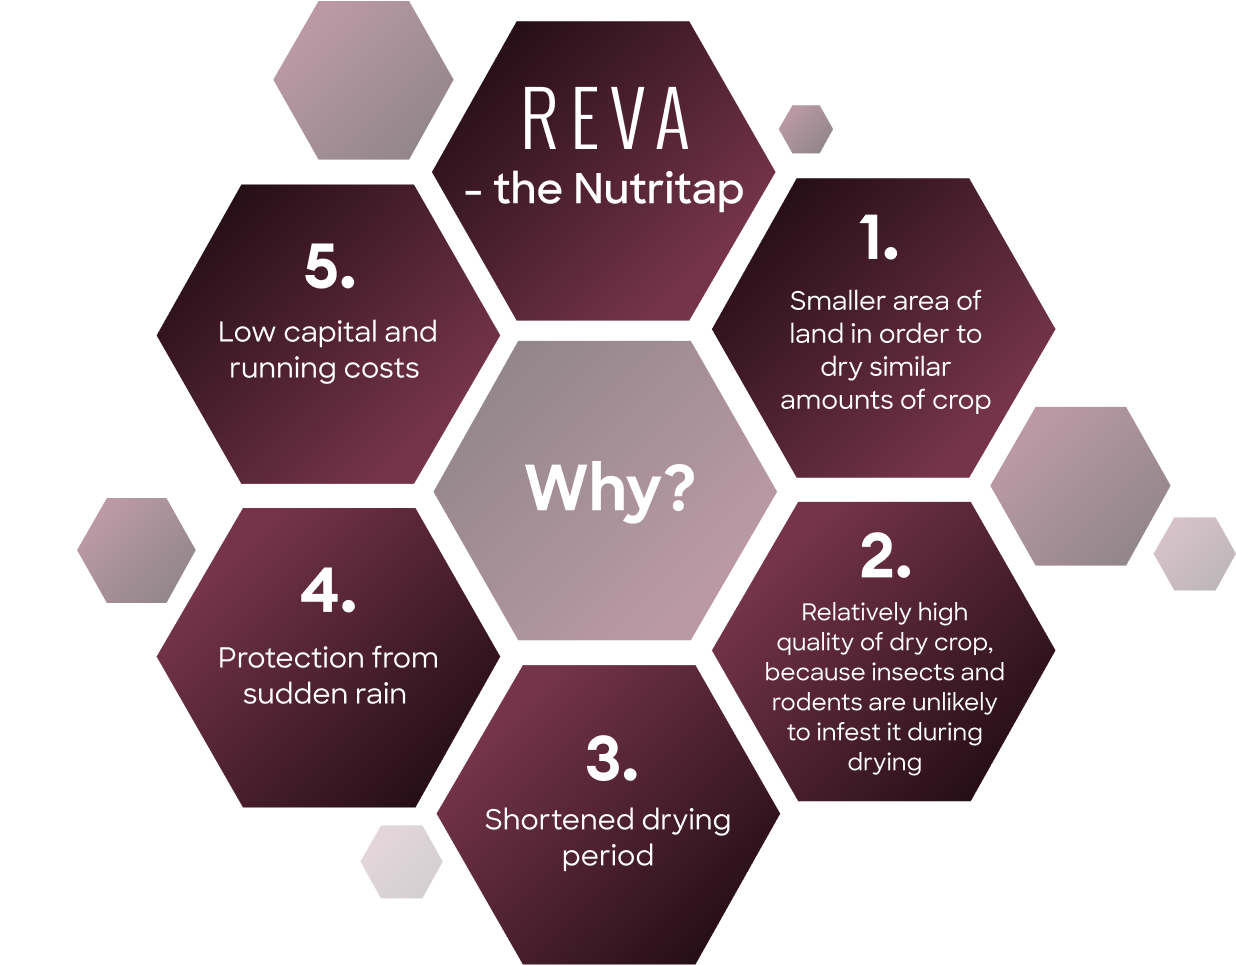 REVA
- the Nutritap
1.
Smaller area of
land in order to
dry similar
amounts of crop
2.
Relatively high
quality of dry crop,
because insects and
rodents are unlikely
to infest it during
drying
3.
Shortened drying
period
4.
Protection from
sudden rain
5.
Low capital and
running costs
Why?